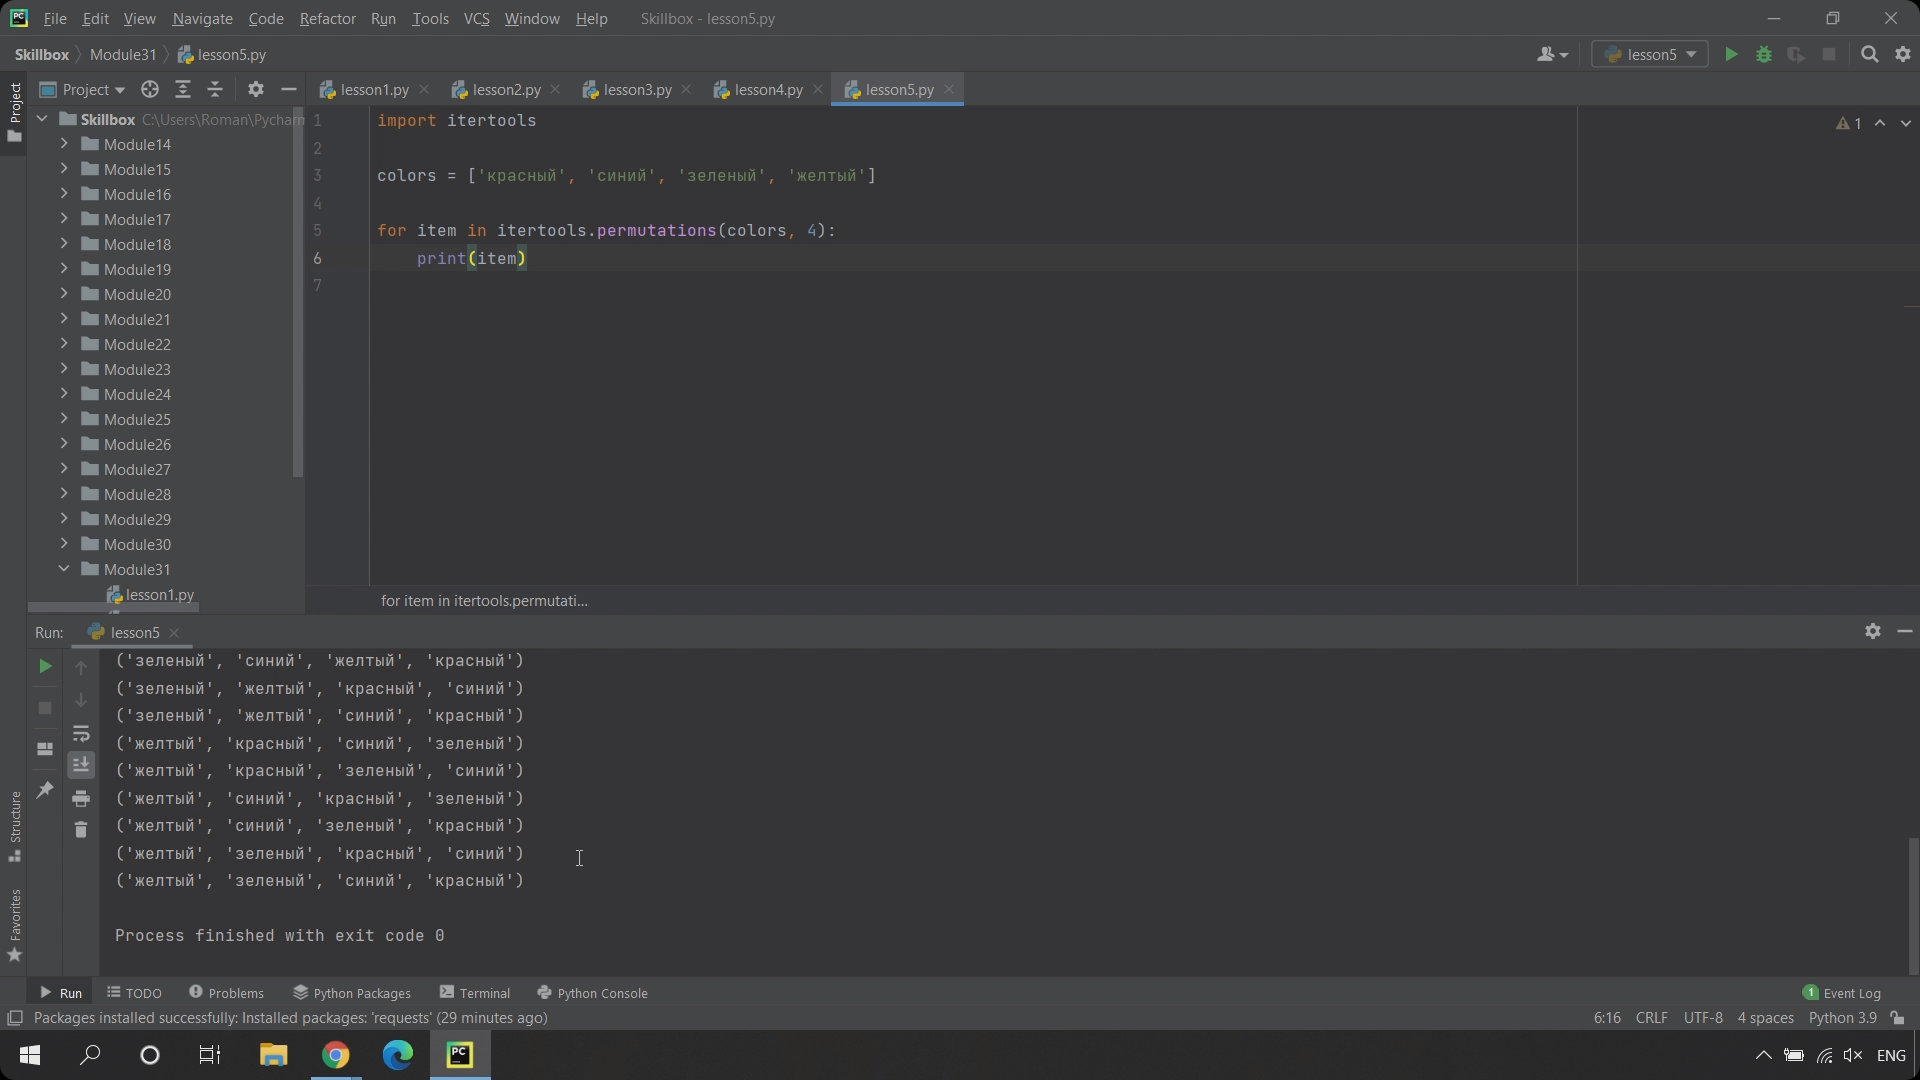 File Edit View Navigate Code Refactor Run Tools VCS Window Help Skillbox - lesson5.py
Skillbox Module31 lesson5.py lesson5
Project
Project lesson1.py lesson2.py lesson3.py lesson4.py lesson5.py
Skillbox C:\Users\Roman\Pycharm
Module14
Module15
Module16
Module17
Module18
Module19
Module20
Module21
Module22
Module23
Module24
Module25
Module26
Module27
Module28
Module29
Module30
Module31
lesson1.py
1 import itertools
2
3 colors = ['красный', 'синий', 'зеленый', 'желтый']
4
5 for item in itertools.permutations(colors, 4):
6 print(item)
7
1
for item in itertools.permutati...
Run: lesson5
('зеленый', 'синий', 'желтый', 'красный')
('зеленый', 'желтый', 'красный', 'синий')
('зеленый', 'желтый', 'синий', 'красный')
('желтый', 'красный', 'синий', 'зеленый')
('желтый', 'красный', 'зеленый', 'синий')
('желтый', 'синий', 'красный', 'зеленый')
('желтый', 'синий', 'зеленый', 'красный')
('желтый', 'зеленый', 'красный', 'синий')
('желтый', 'зеленый', 'синий', 'красный')
Process finished with exit code 0
Structure
Favorites
Run TODO Problems Python Packages Terminal Python Console 1 Event Log
Packages installed successfully: Installed packages: 'requests' (29 minutes ago) 6:16 CRLF UTF-8 4 spaces Python 3.9
PC ENG